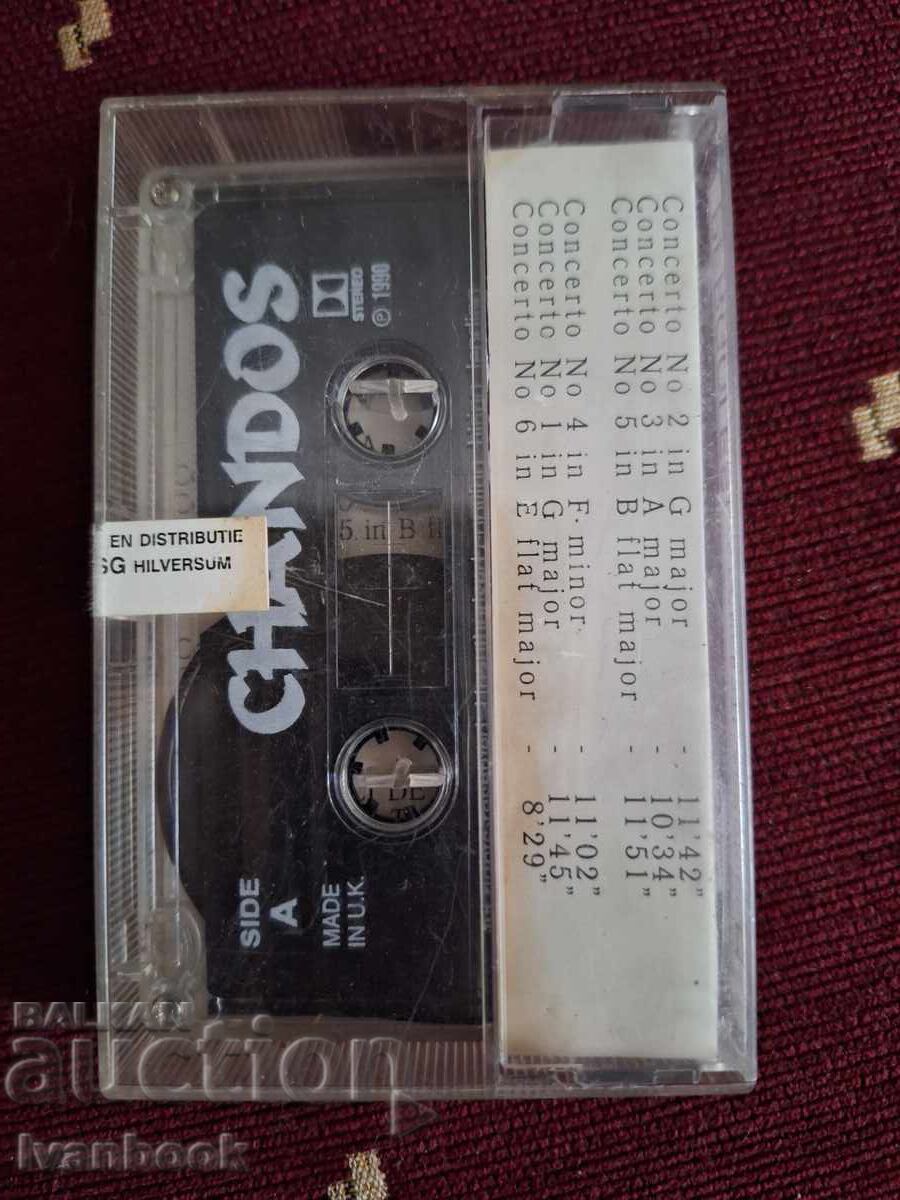 Concerto No 2 in G major - 11'42"
Concerto No 3 in A major - 10'34"
Concerto No 5 in B flat major - 11'51
Concerto No 4 in F. minor - 11'02"
Concerto No 1 in G major - 11'45"
Concerto No 6 in E flat major - 8'29"
CHANDOS
STEREO
℗ 1990
5. in B fl
SIDE
A
MADE
IN U.K.
EN DISTRIBUTIE
SG HILVERSUM
BALKAN
auction
Ivanbook